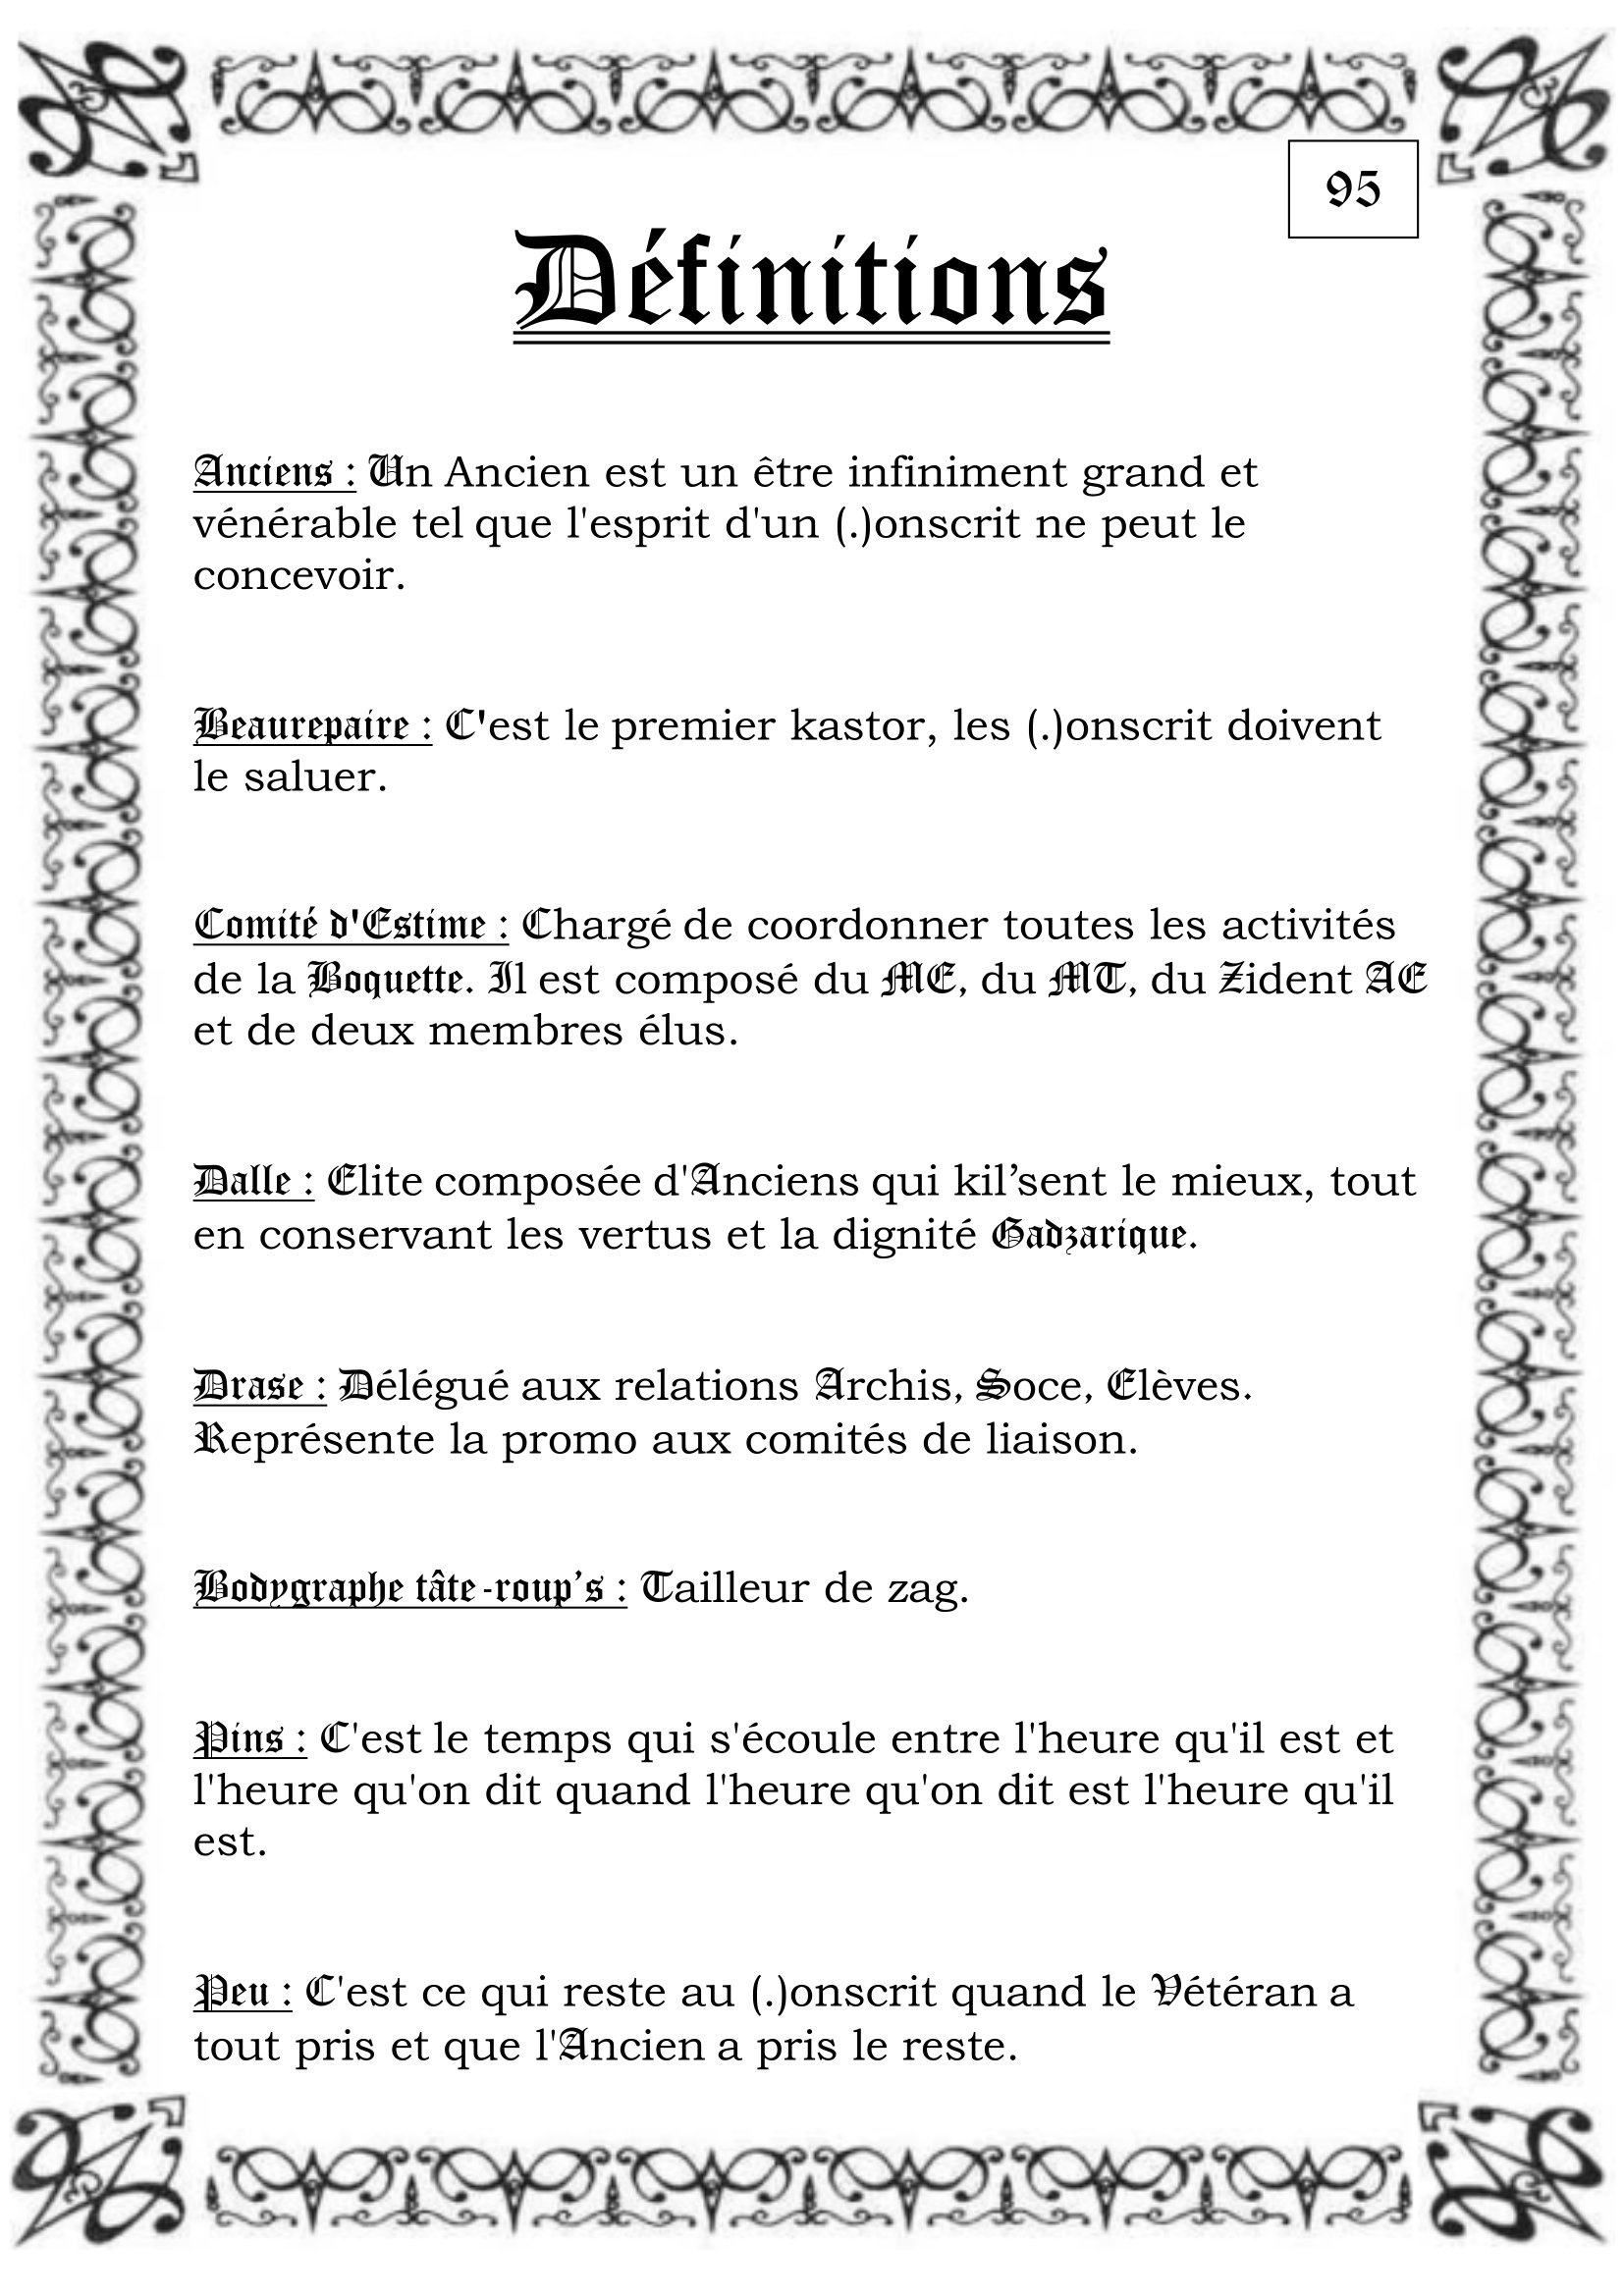 95
Définitions
Anciens : Un Ancien est un être infiniment grand et
vénérable tel que l'esprit d'un (.)onscrit ne peut le
concevoir.
Beaurepaire : C'est le premier kastor, les (.)onscrit doivent
le saluer.
Comité d'Estime : Chargé de coordonner toutes les activités
de la Boquette. Il est composé du ME, du MT, du Zident AE
et de deux membres élus.
Dalle : Elite composée d'Anciens qui kil’sent le mieux, tout
en conservant les vertus et la dignité Gadzarique.
Drase : Délégué aux relations Archis, Soce, Elèves.
Représente la promo aux comités de liaison.
Bodygraphe tâte-roup’s : Tailleur de zag.
Pins : C'est le temps qui s'écoule entre l'heure qu'il est et
l'heure qu'on dit quand l'heure qu'on dit est l'heure qu'il
est.
Peu : C'est ce qui reste au (.)onscrit quand le Vétéran a
tout pris et que l'Ancien a pris le reste.